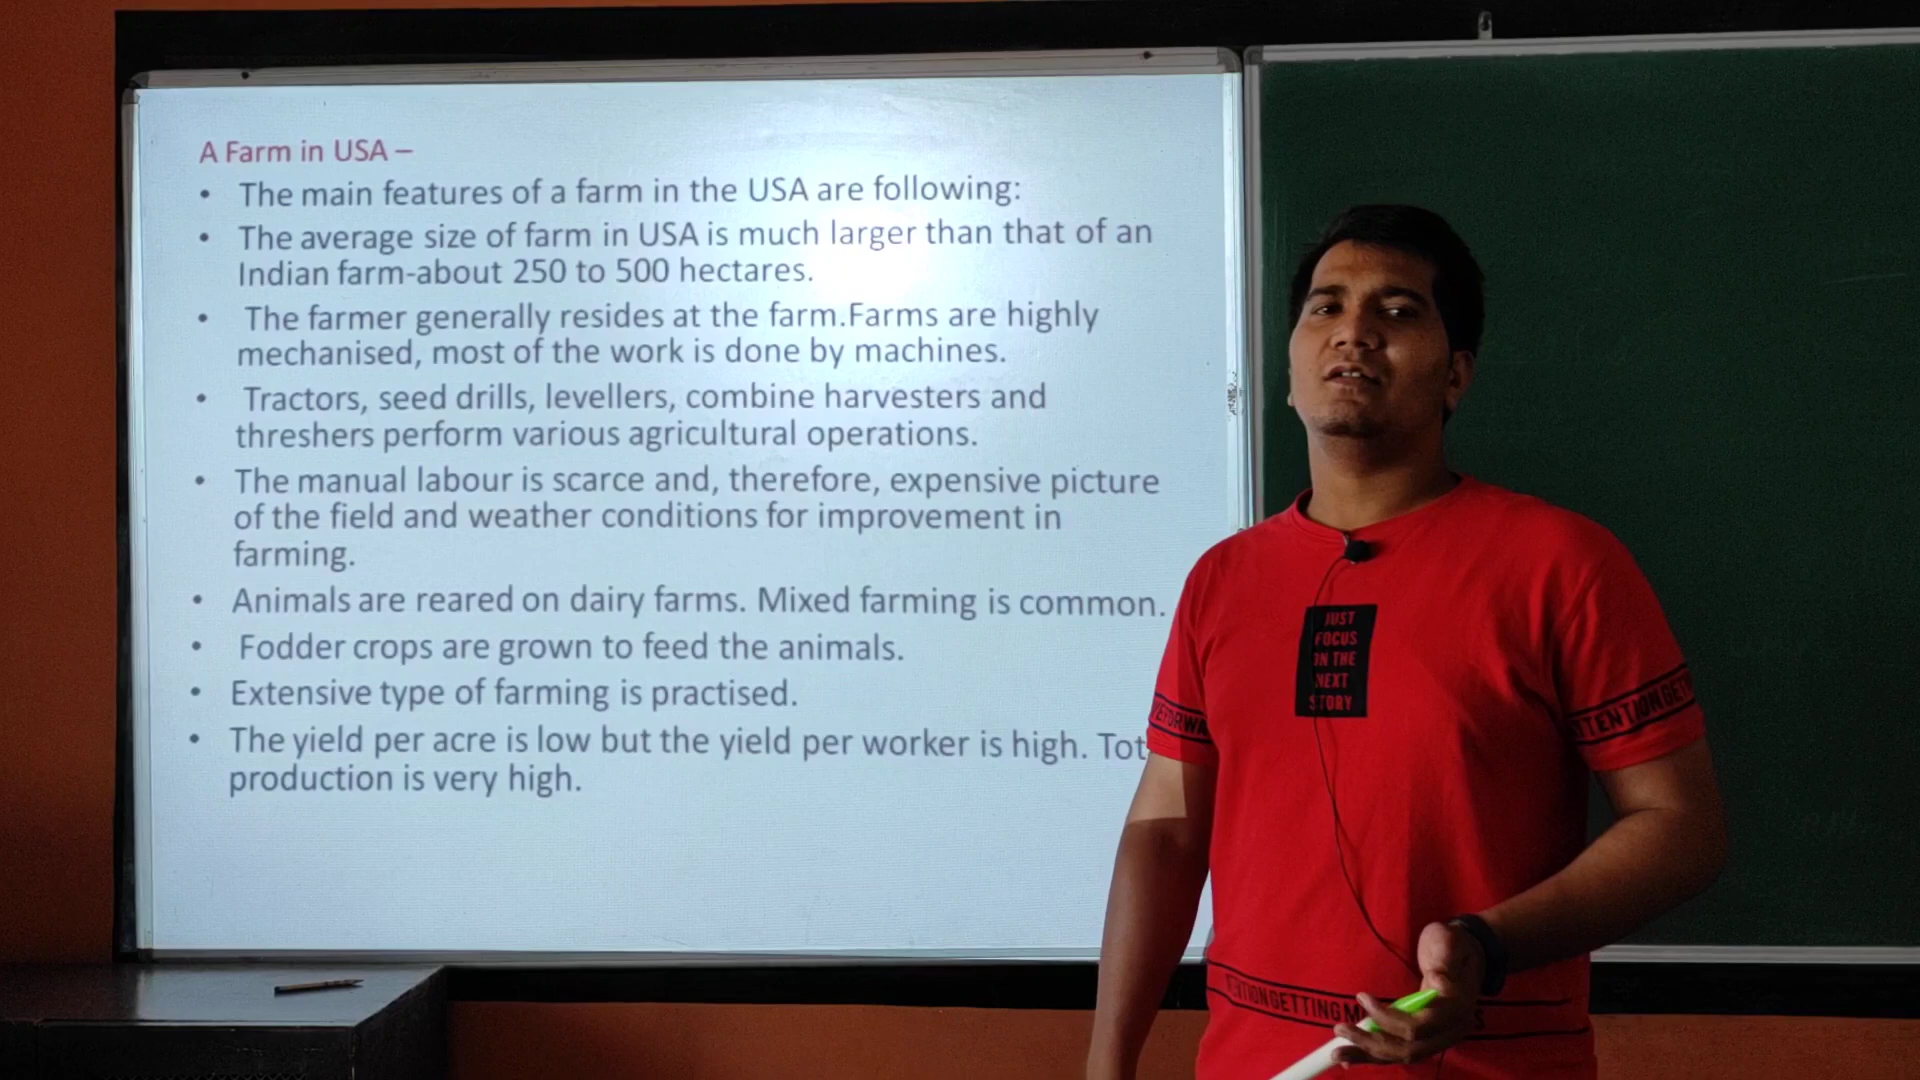 A Farm in USA –
• The main features of a farm in the USA are following:
• The average size of farm in USA is much larger than that of an
Indian farm-about 250 to 500 hectares.
• The farmer generally resides at the farm.Farms are highly
mechanised, most of the work is done by machines.
• Tractors, seed drills, levellers, combine harvesters and
threshers perform various agricultural operations.
• The manual labour is scarce and, therefore, expensive picture
of the field and weather conditions for improvement in
farming.
• Animals are reared on dairy farms. Mixed farming is common.
• Fodder crops are grown to feed the animals.
• Extensive type of farming is practised.
• The yield per acre is low but the yield per worker is high. Tot
production is very high.
JUST
FOCUS
ON THE
NEXT
STORY